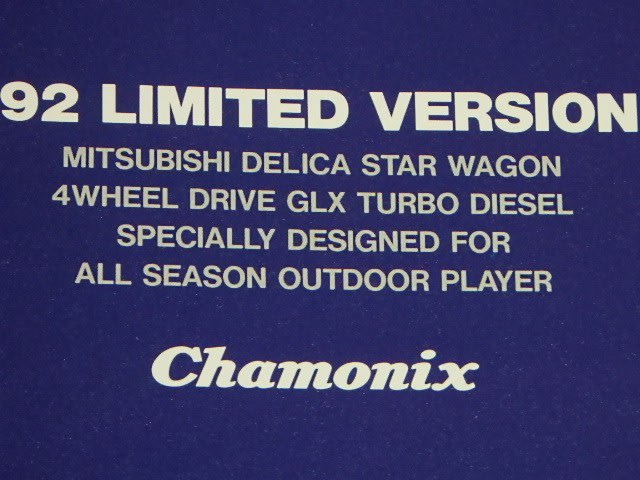 92 LIMITED VERSION
MITSUBISHI DELICA STAR WAGON
4WHEEL DRIVE GLX TURBO DIESEL
SPECIALLY DESIGNED FOR
ALL SEASON OUTDOOR PLAYER
Chamonix